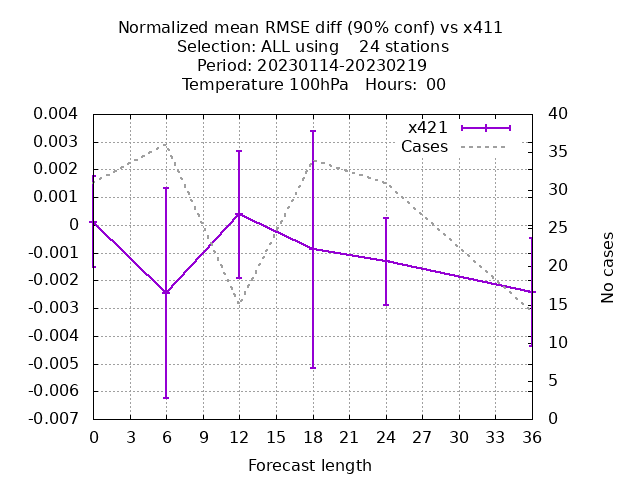 Normalized mean RMSE diff (90% conf) vs x411
Selection: ALL using    24 stations
Period: 20230114-20230219
Temperature 100hPa   Hours:  00
x421
Cases
0.004
0.003
0.002
0.001
0
-0.001
-0.002
-0.003
-0.004
-0.005
-0.006
-0.007
40
35
30
25
20
15
10
5
0
No cases
0 3 6 9 12 15 18 21 24 27 30 33 36
Forecast length